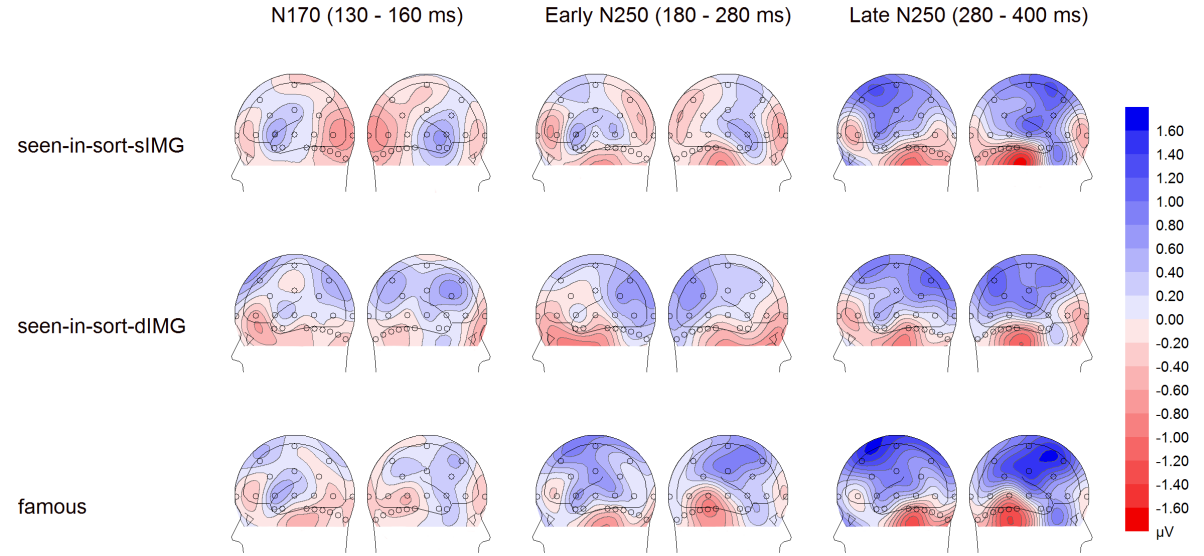 N170 (130 - 160 ms)
Early N250 (180 - 280 ms)
Late N250 (280 - 400 ms)
seen-in-sort-sIMG
seen-in-sort-dIMG
famous
1.60
1.40
1.20
1.00
0.80
0.60
0.40
0.20
0.00
-0.20
-0.40
-0.60
-0.80
-1.00
-1.20
-1.40
-1.60
µV